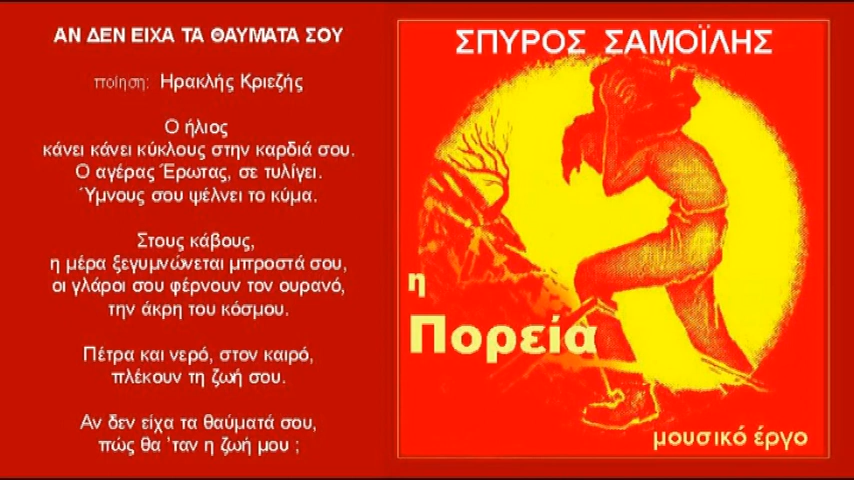 ΑΝ ΔΕΝ ΕΙΧΑ ΤΑ ΘΑΥΜΑΤΑ ΣΟΥ
ποίηση: Ηρακλής Κριεζής
Ο ήλιος
κάνει κάνει κύκλους στην καρδιά σου.
Ο αγέρας Έρωτας, σε τυλίγει.
Ύμνους σου ψέλνει το κύμα.
Στους κάβους,
η μέρα ξεγυμνώνεται μπροστά σου,
οι γλάροι σου φέρνουν τον ουρανό,
την άκρη του κόσμου.
Πέτρα και νερό, στον καιρό,
πλέκουν τη ζωή σου.
Αν δεν είχα τα θαύματά σου,
πώς θα 'ταν η ζωή μου ;
ΣΠΥΡΟΣ ΣΑΜΟΪΛΗΣ
η
Πορεία
μουσικό έργο